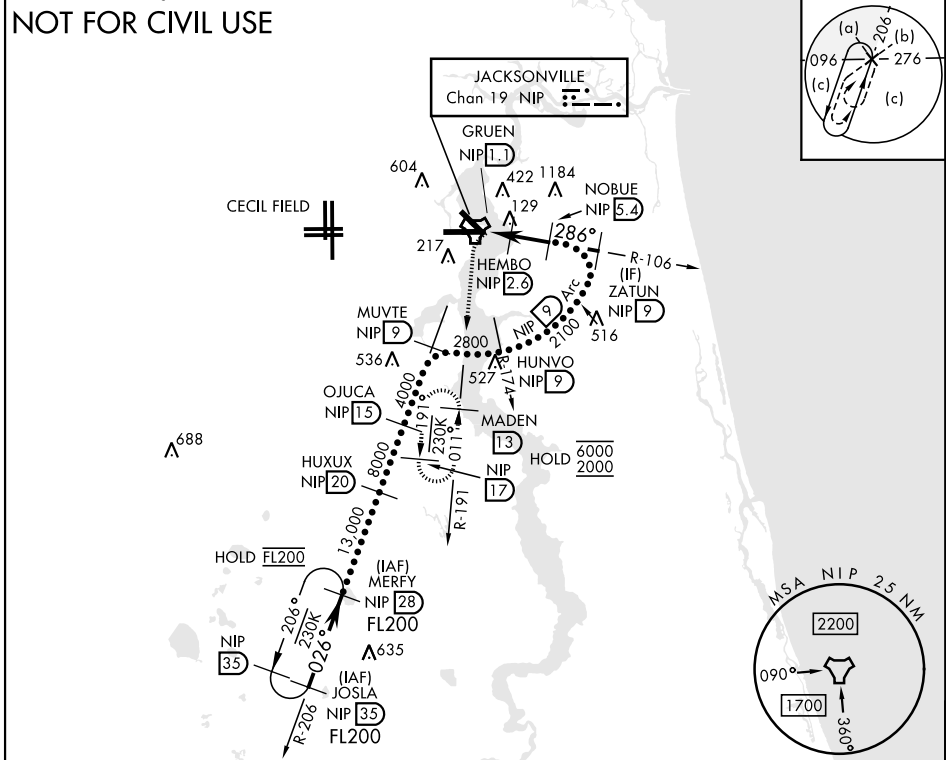 NOT FOR CIVIL USE
(a)
206
(b)
096
276
(c)
(c)
JACKSONVILLE
Chan 19 NIP
GRUEN
NIP 1.1
604
422
1184
129
NOBUE
NIP 5.4
CECIL FIELD
286°
217
R-106
HEMBO
NIP 2.6
(IF)
ZATUN
NIP 9
MUVTE
NIP 9
NIP 9 Arc
2100
2800
516
536
527
HUNVO
NIP 9
R-174
4000
OJUCA
NIP 15
191°
230K
011°
MADEN
13
HOLD 6000
2000
688
8000
HUXUX
NIP 20
NIP
17
R-191
13,000
HOLD FL200
(IAF)
MERFY
NIP 28
FL200
206°
230K
026°
NIP
35
635
(IAF)
JOSLA
NIP 35
FL200
R-206
MSA NIP 25 NM
2200
090°
1700
360°